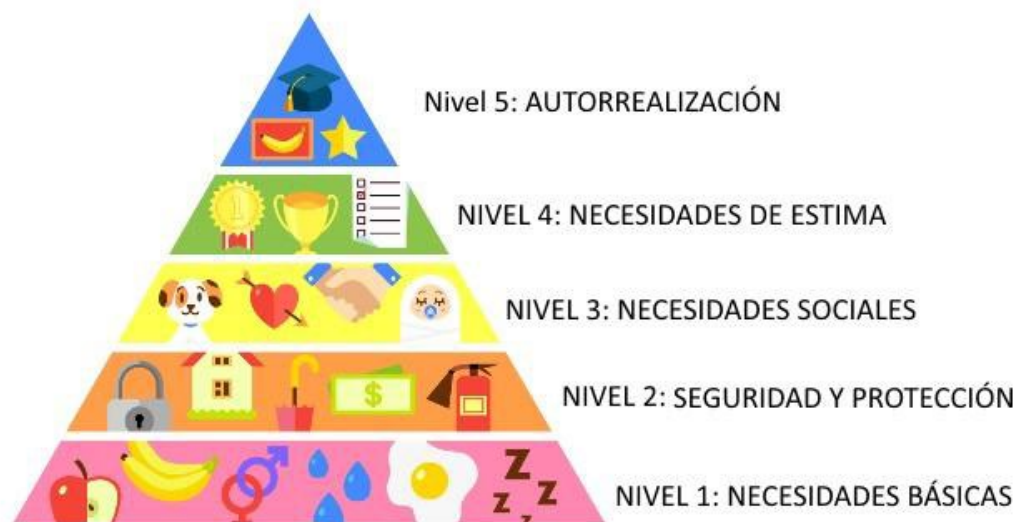 Nivel 5: AUTORREALIZACIÓN
1
NIVEL 4: NECESIDADES DE ESTIMA
NIVEL 3: NECESIDADES SOCIALES
$
NIVEL 2: SEGURIDAD Y PROTECCIÓN
Z
Z Z
Z
NIVEL 1: NECESIDADES BÁSICAS